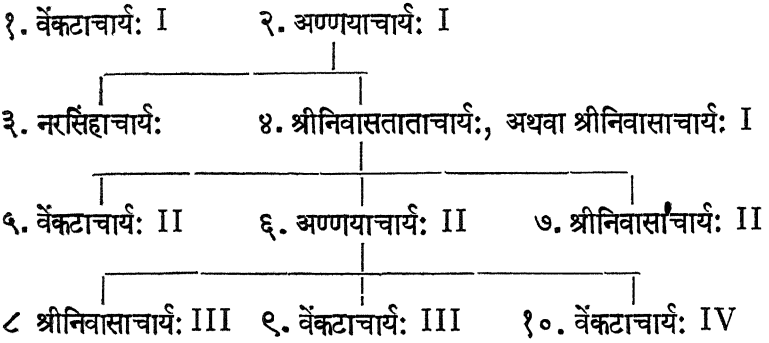 १. वेंकटाचार्य: I २. अण्णयाचार्य: I
३. नरसिंहाचार्य: ४. श्रीनिवासताताचार्य:, अथवा श्रीनिवासाचार्य: I
५. वेंकटाचार्य: II ६. अण्णयाचार्य: II ७. श्रीनिवासाचार्य: II
८ श्रीनिवासाचार्य: III ९. वेंकटाचार्य: III १०. वेंकटाचार्य: IV